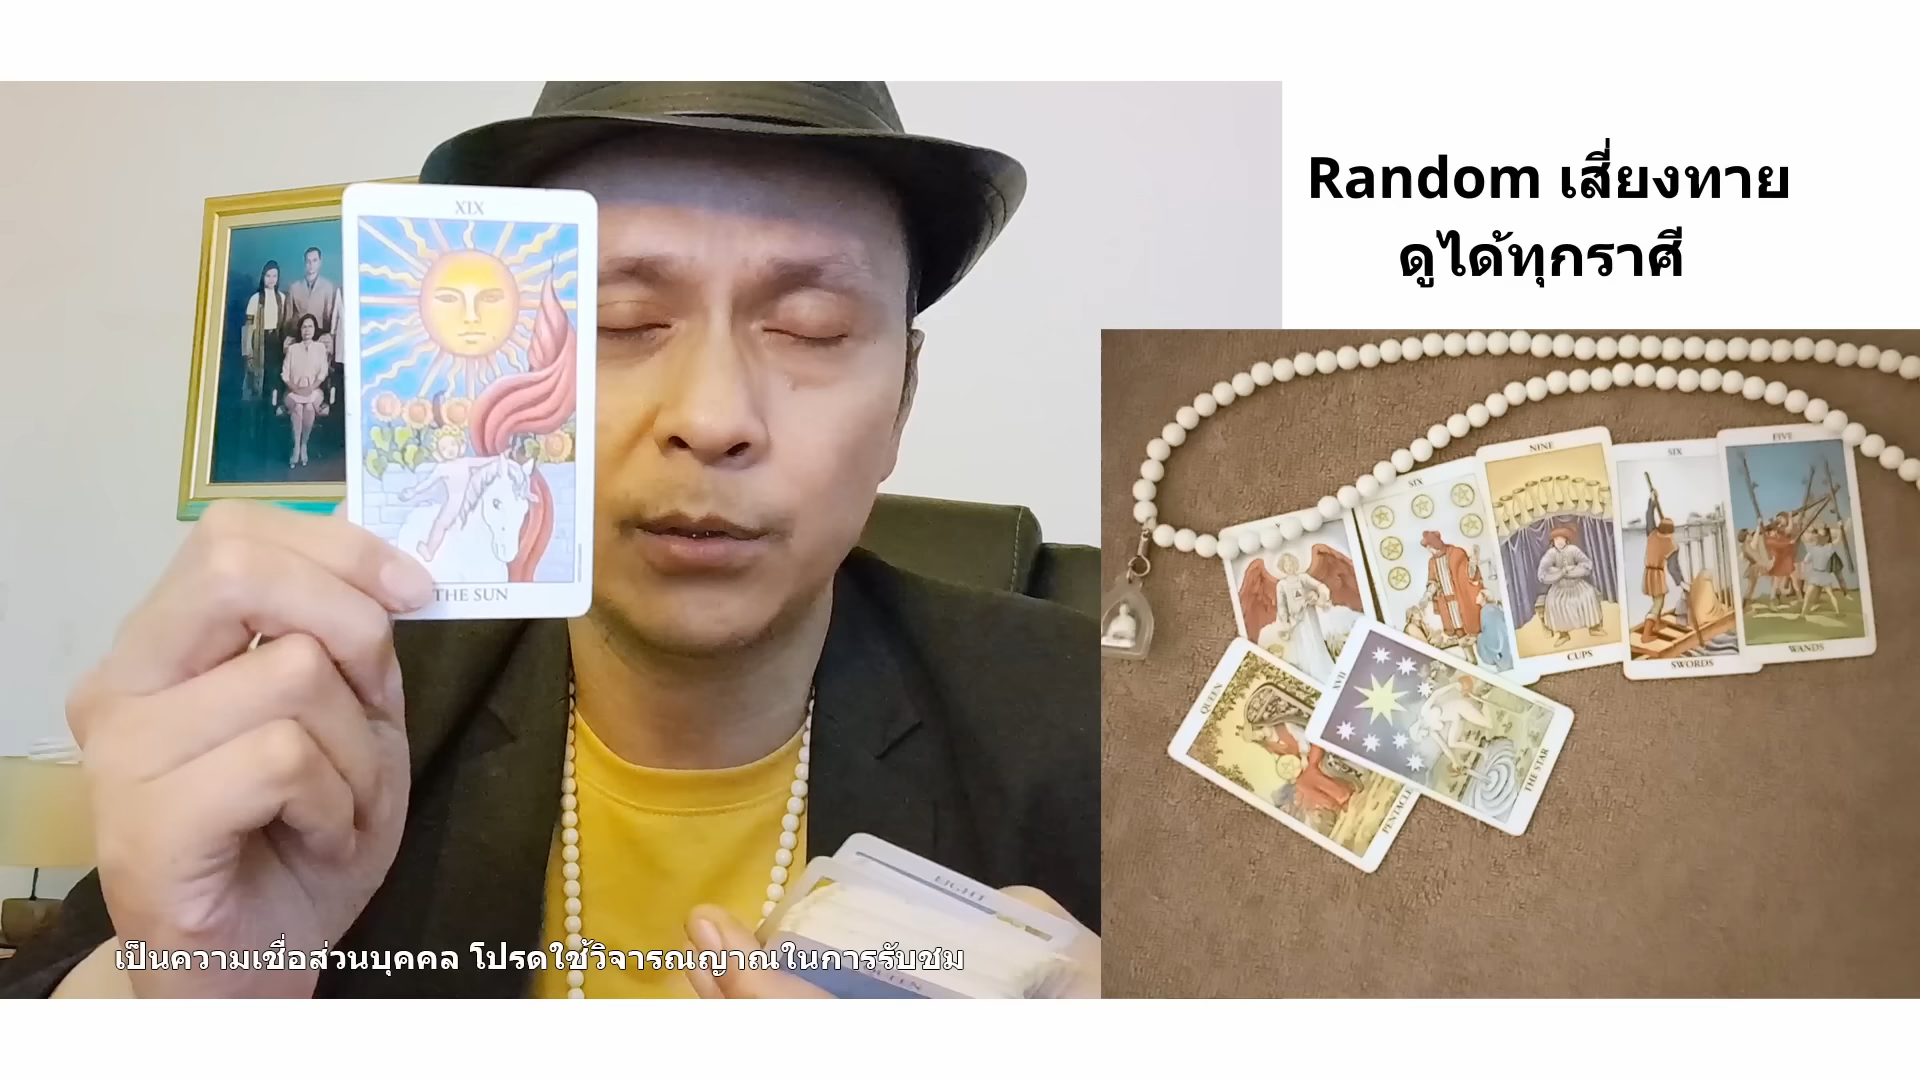 Random เสี่ยงทาย
ดูได้ทุกราศี
XIX
THE SUN
NINE
CUPS
SIX
SWORDS
FIVE
WANDS
SIX
QUEEN
PENTACLE
XVII
THE STAR
EIGHT
เป็นความเชื่อส่วนบุคคล โปรดใช้วิจารณญาณในการรับชม